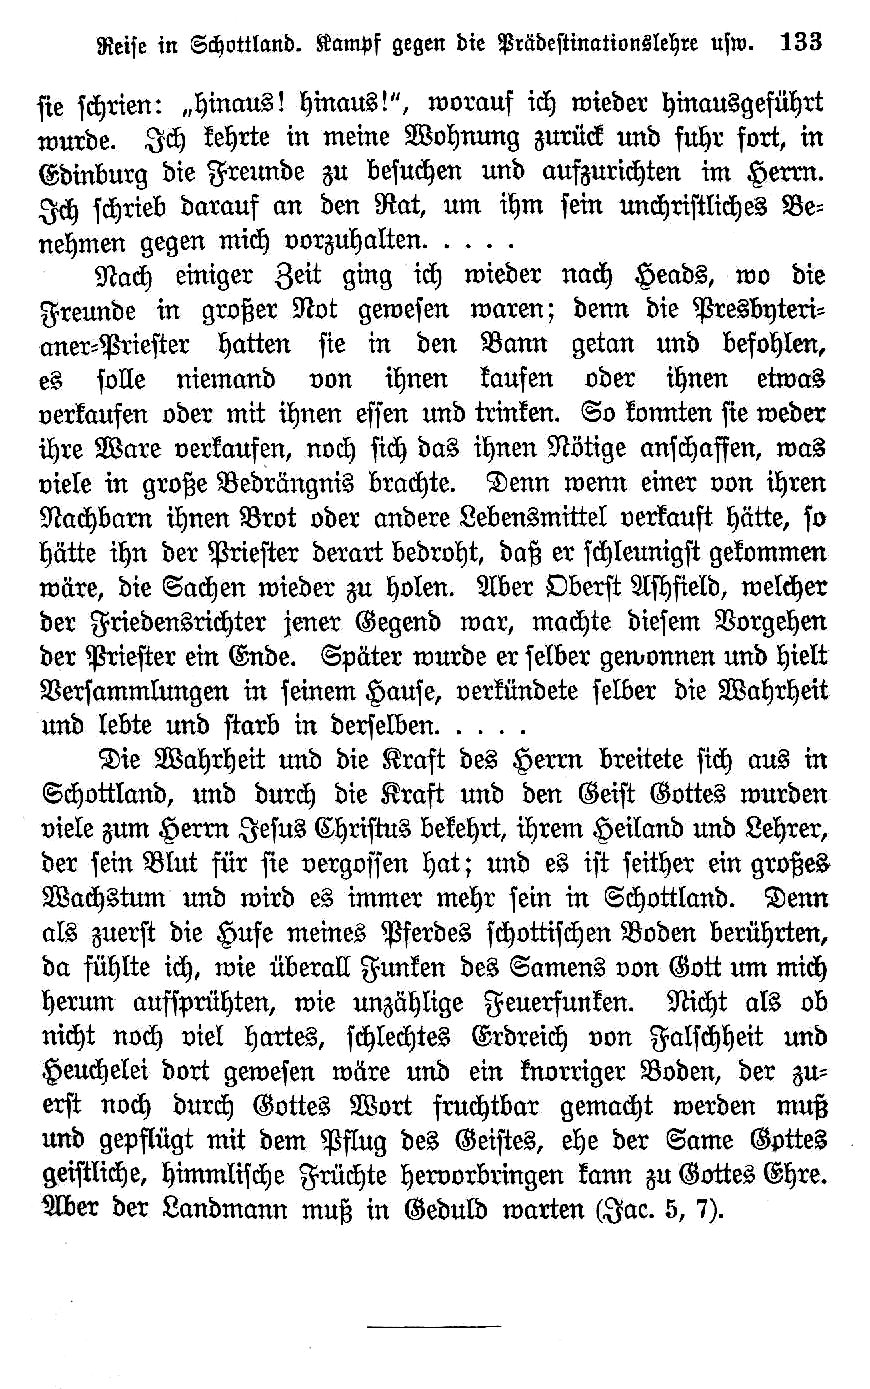 Reise in Schottland. Kampf gegen die Prädestinationslehre usw. 133
sie schrien: „hinaus! hinaus!“, worauf ich wieder hinausgeführt
wurde. Ich kehrte in meine Wohnung zurück und fuhr fort, in
Edinburg die Freunde zu besuchen und aufzurichten im Herrn.
Ich schrieb darauf an den Rat, um ihm sein unchristliches Be-
nehmen gegen mich vorzuhalten. . . . .
Nach einiger Zeit ging ich wieder nach Heads, wo die
Freunde in großer Not gewesen waren; denn die Presbyteri-
aner-Priester hatten sie in den Bann getan und befohlen,
es solle niemand von ihnen kaufen oder ihnen etwas
verkaufen oder mit ihnen essen und trinken. So konnten sie weder
ihre Ware verkaufen, noch sich das ihnen Nötige anschaffen, was
viele in große Bedrängnis brachte. Denn wenn einer von ihren
Nachbarn ihnen Brot oder andere Lebensmittel verkauft hätte, so
hätte ihn der Priester derart bedroht, daß er schleunigst gekommen
wäre, die Sachen wieder zu holen. Aber Oberst Ashfield, welcher
der Friedensrichter jener Gegend war, machte diesem Vorgehen
der Priester ein Ende. Später wurde er selber gewonnen und hielt
Versammlungen in seinem Hause, verkündete selber die Wahrheit
und lebte und starb in derselben. . . . .
Die Wahrheit und die Kraft des Herrn breitete sich aus in
Schottland, und durch die Kraft und den Geist Gottes wurden
viele zum Herrn Jesus Christus bekehrt, ihrem Heiland und Lehrer,
der sein Blut für sie vergossen hat; und es ist seither ein großes
Wachstum und wird es immer mehr sein in Schottland. Denn
als zuerst die Hufe meines Pferdes schottischen Boden berührten,
da fühlte ich, wie überall Funken des Samens von Gott um mich
herum aufsprühten, wie unzählige Feuerfunken. Nicht als ob
nicht noch viel hartes, schlechtes Erdreich von Falschheit und
Heuchelei dort gewesen wäre und ein knorriger Boden, der zu-
erst noch durch Gottes Wort fruchtbar gemacht werden muß
und gepflügt mit dem Pflug des Geistes, ehe der Same Gottes
geistliche, himmlische Früchte hervorbringen kann zu Gottes Ehre.
Aber der Landmann muß in Geduld warten (Jac. 5, 7).